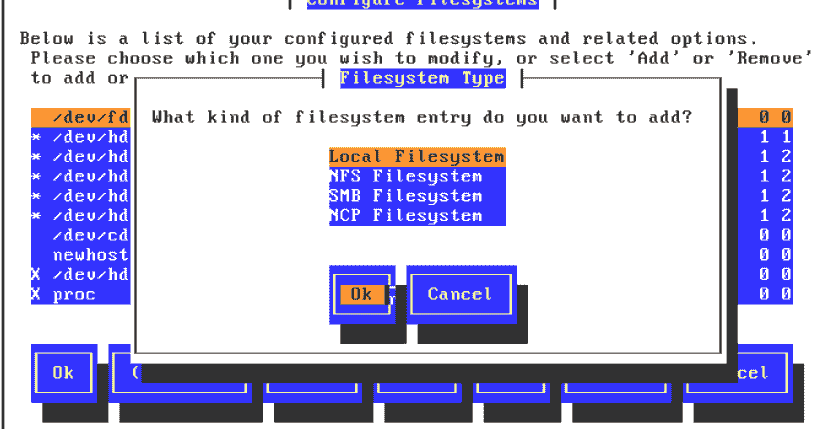 Configure Filesystems
Below is a list of your configured filesystems and related options.
Please choose which one you wish to modify, or select 'Add' or 'Remove'
to add or
Filesystem Type
What kind of filesystem entry do you want to add?
Local Filesystem
NFS Filesystem
SMB Filesystem
NCP Filesystem
Ok Cancel
/dev/fd 0 0
* /dev/hd 1 1
* /dev/hd 1 2
* /dev/hd 1 2
* /dev/hd 1 2
* /dev/hd 1 2
/dev/cd 0 0
newhost 0 0
X /dev/hd 0 0
X proc 0 0
Ok
cel